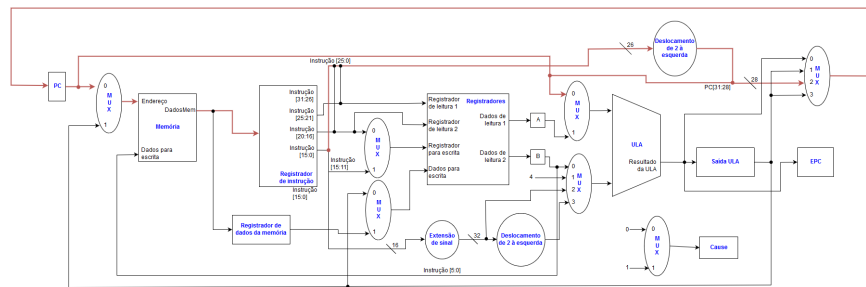 26
Deslocamento
de 2 à
esquerda
Instrução [25:0]
PC
0
M
U
X
1
Endereço
DadosMem
Memória
Dados para
escrita
Instrução
[31:26]
Instrução
[25:21]
Instrução
[20:16]
Instrução
[15:0]
Registrador
de instrução
Instrução
[15:0]
Instrução
[15:11]
0
M
U
X
1
0
M
U
X
1
Registrador
de leitura 1
Registradores
Registrador
de leitura 2
Registrador
para escrita
Dados para escrita
Dados de
leitura 1
Dados de
leitura 2
A
B
4
0
M
U
X
1
0
1
2
3
M
U
X
ULA
Resultado
da ULA
Saída ULA
EPC
PC[31:28]
28
0
1
2
3
M
U
X
Registrador de
dados da memória
16
Extensão
de sinal
32
Deslocamento
de 2 à esquerda
Instrução [5:0]
0
1
M
U
X
Cause